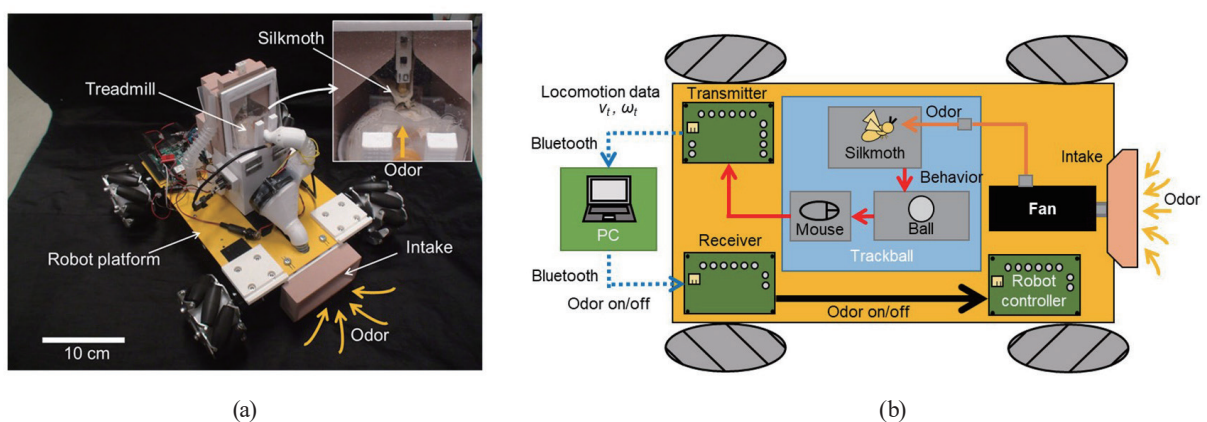 Silkmoth
Treadmill
Odor
Intake
Robot platform
Odor
10 cm
(a)
Locomotion data
vt , ωt
Transmitter
Odor
Bluetooth
Silkmoth
Intake
Behavior
PC
Mouse
Ball
Fan
Odor
Receiver
Trackball
Bluetooth
Robot
controller
Odor on/off
Odor on/off
(b)